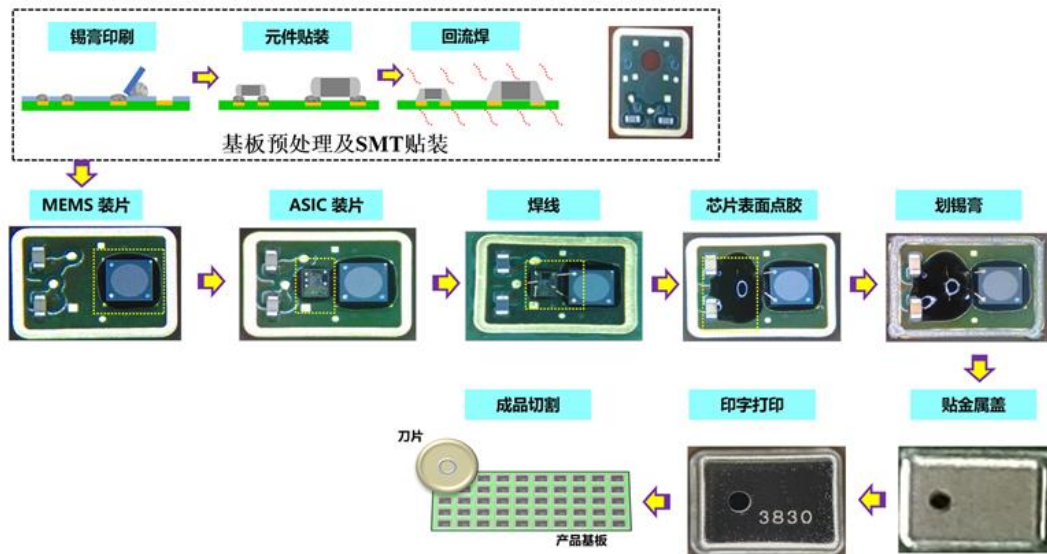 锡膏印刷
元件贴装
回流焊
基板预处理及SMT贴装
MEMS 装片
ASIC 装片
焊线
芯片表面点胶
划锡膏
成品切割
印字打印
贴金属盖
刀片
3830
产品基板